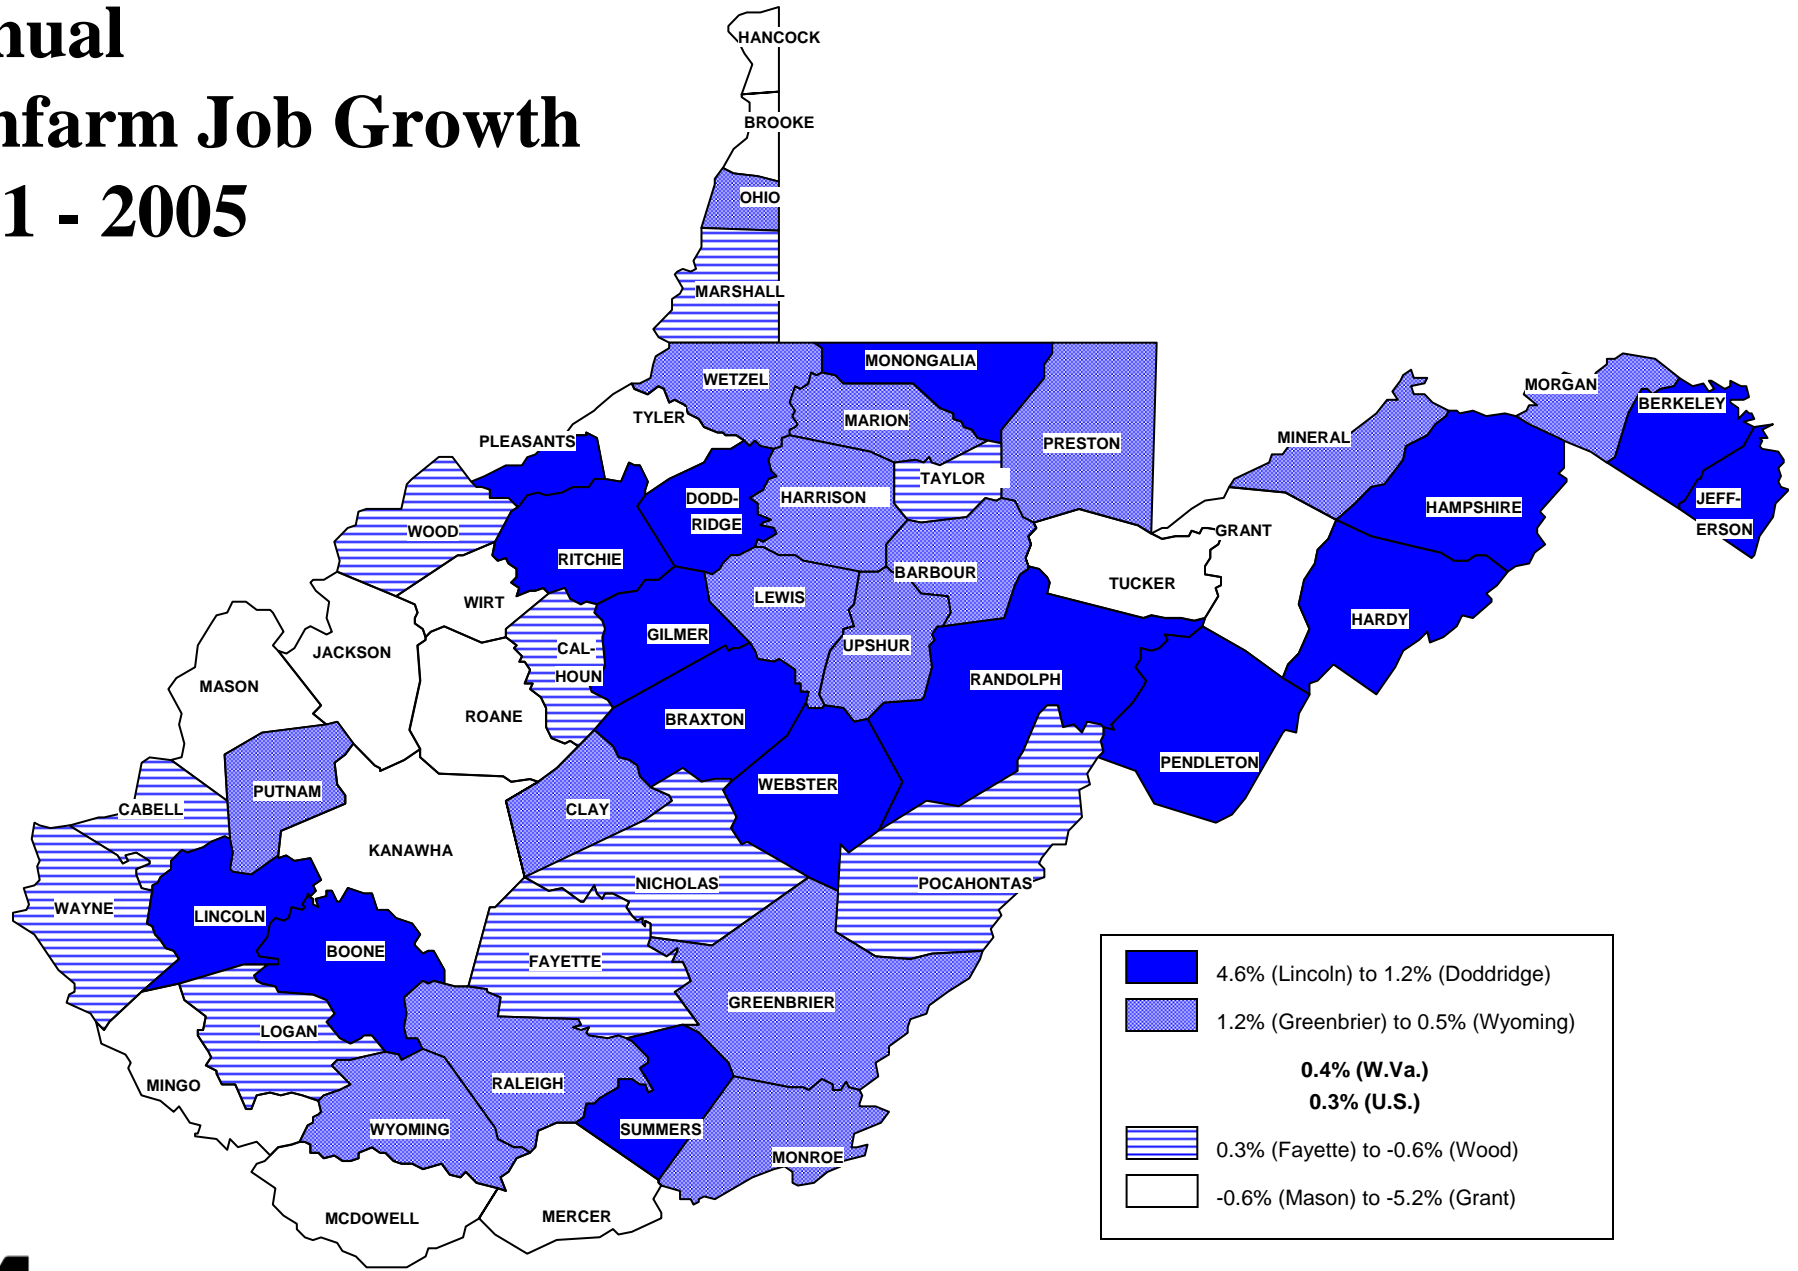 nual
nfarm Job Growth
1 - 2005
HANCOCK
BROOKE
OHIO
MARSHALL
WETZEL
MONONGALIA
MARION
PRESTON
TYLER
PLEASANTS
MORGAN
BERKELEY
MINERAL
TAYLOR
HARRISON
DODD-
RIDGE
JEFF-
ERSON
HAMPSHIRE
WOOD
RITCHIE
GRANT
BARBOUR
TUCKER
LEWIS
WIRT
HARDY
GILMER
UPSHUR
CAL-
HOUN
JACKSON
MASON
RANDOLPH
ROANE
BRAXTON
PENDLETON
WEBSTER
PUTNAM
CABELL
CLAY
KANAWHA
NICHOLAS
POCAHONTAS
WAYNE
LINCOLN
BOONE
FAYETTE
GREENBRIER
LOGAN
MINGO
RALEIGH
WYOMING
SUMMERS
MONROE
MCDOWELL
MERCER
4.6% (Lincoln) to 1.2% (Doddridge)
1.2% (Greenbrier) to 0.5% (Wyoming)
0.4% (W.Va.)
0.3% (U.S.)
0.3% (Fayette) to -0.6% (Wood)
-0.6% (Mason) to -5.2% (Grant)